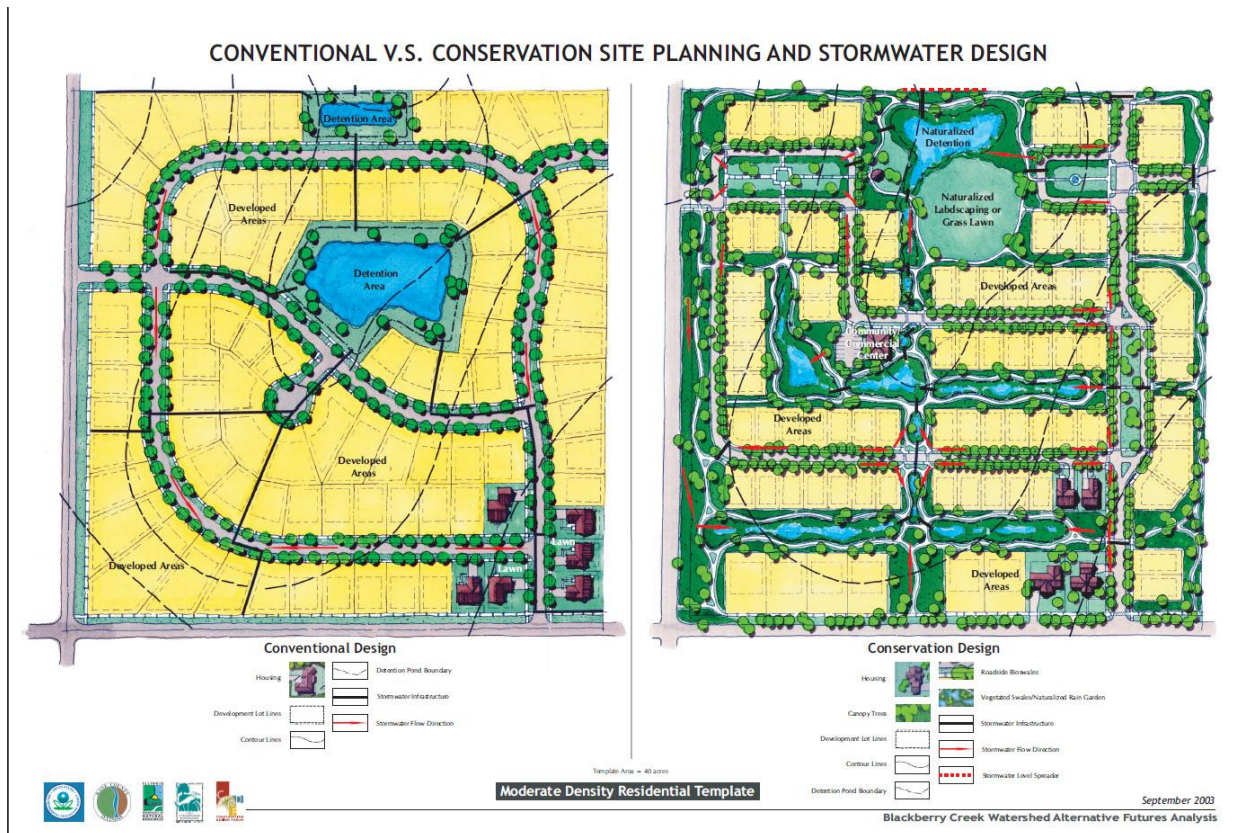 CONVENTIONAL V.S. CONSERVATION SITE PLANNING AND STORMWATER DESIGN
Detention Area
Developed
Areas
Detention
Area
Developed
Areas
Developed Areas
Lawn
Lawn
Naturalized
Detention
Naturalized
Labdscaping or
Grass Lawn
Developed Areas
Community/
Commercial
Center
Developed
Areas
Developed
Areas
Conventional Design
Housing
Development Lot Lines
Contour Lines
Detention Pond Boundary
Stormwater Infrastructure
Stormwater Flow Direction
Conservation Design
Housing
Canopy Trees
Development Lot Lines
Contour Lines
Detention Pond Boundary
Roadside Bioswales
Vegetated Swales/Naturalized Rain Garden
Stormwater Infrastructure
Stormwater Flow Direction
Stormwater Level Spreader
Template Area = 40 acres
Moderate Density Residential Template
September 2003
Blackberry Creek Watershed Alternative Futures Analysis